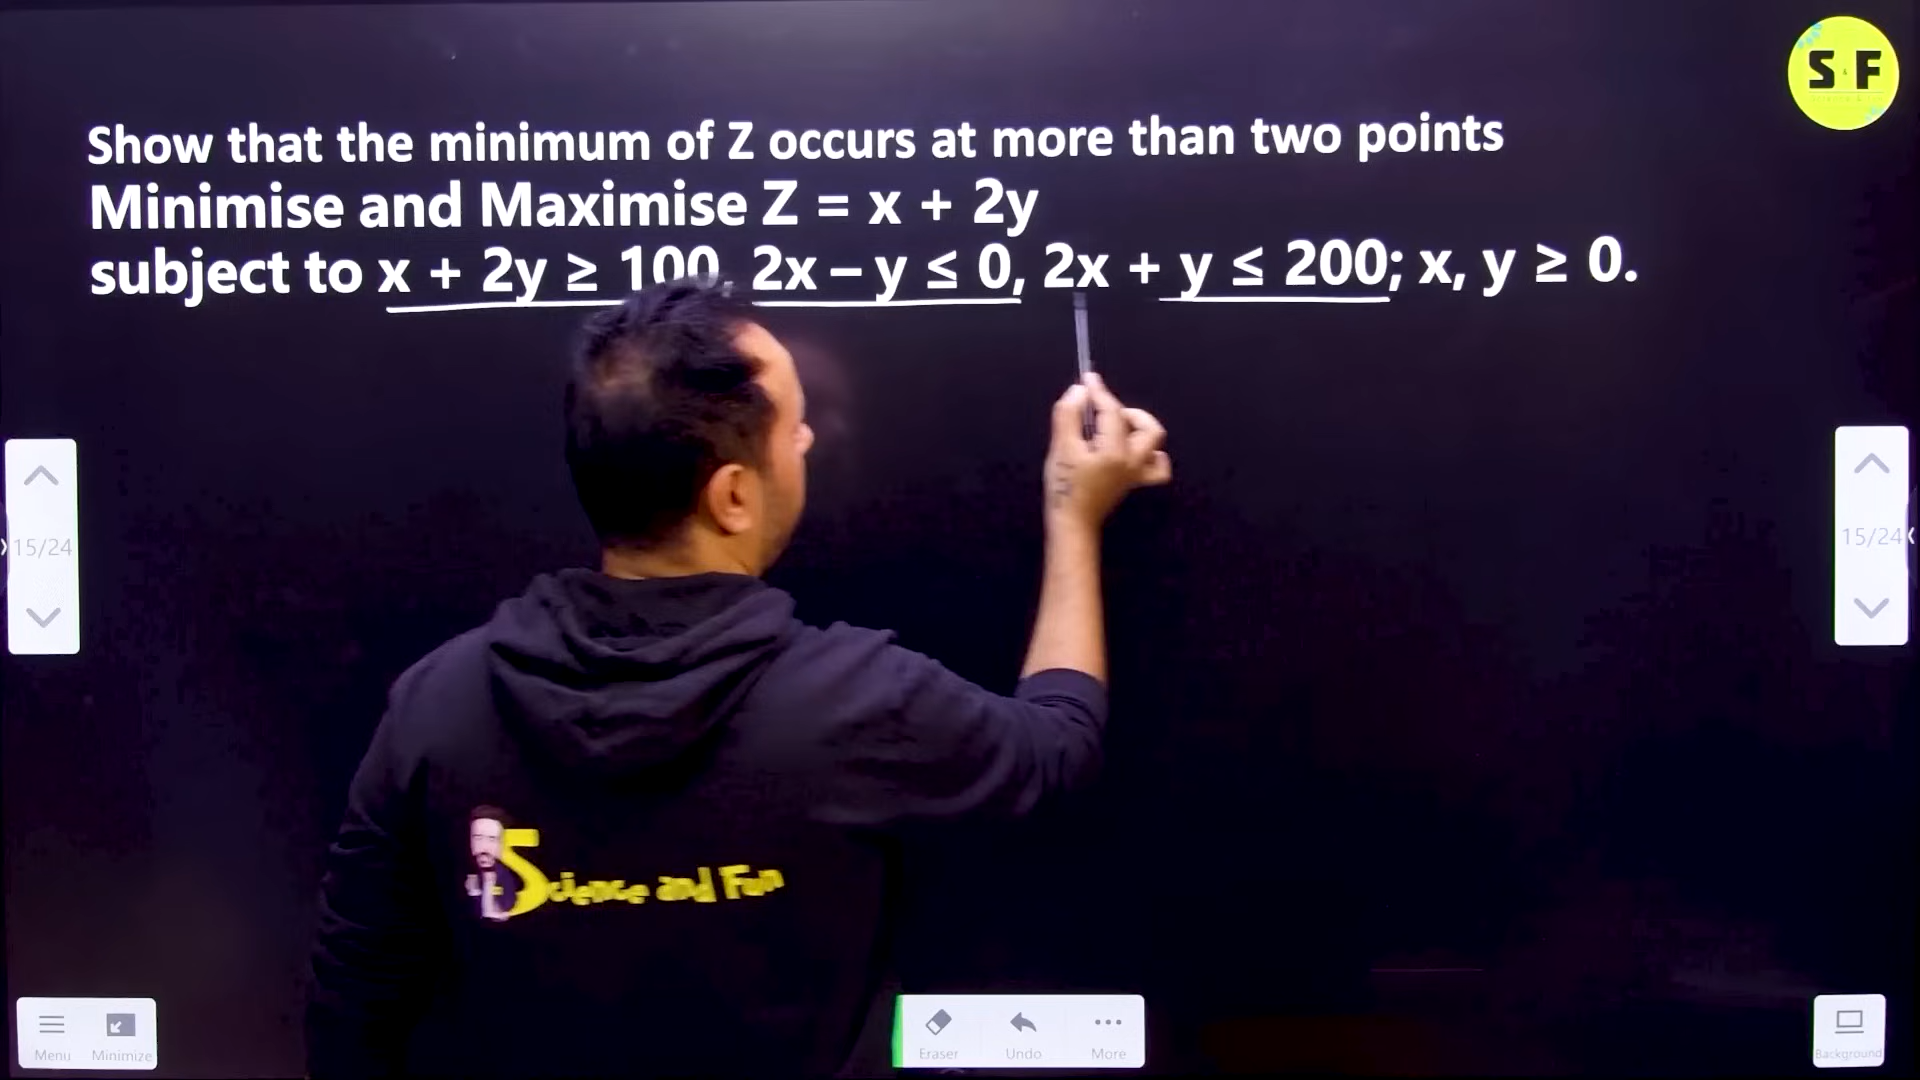 S & F
Show that the minimum of Z occurs at more than two points
Minimise and Maximise Z = x + 2y
subject to x + 2y ≥ 100, 2x – y ≤ 0, 2x + y ≤ 200; x, y ≥ 0.
15/24
15/24
Science and Fun
Menu Minimize
Eraser Undo More
Background